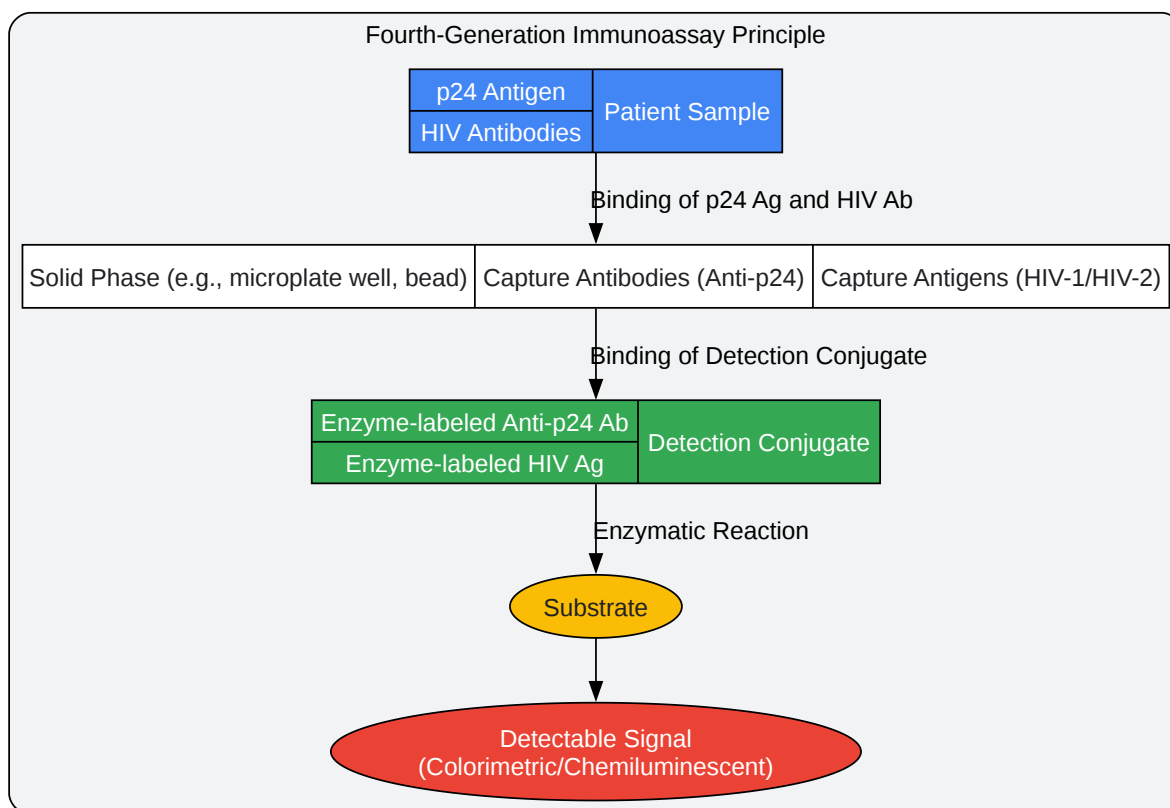 Fourth-Generation Immunoassay Principle
p24 Antigen
HIV Antibodies
Patient Sample
Binding of p24 Ag and HIV Ab
Solid Phase (e.g., microplate well, bead)
Capture Antibodies (Anti-p24)
Capture Antigens (HIV-1/HIV-2)
Binding of Detection Conjugate
Enzyme-labeled Anti-p24 Ab
Enzyme-labeled HIV Ag
Detection Conjugate
Enzymatic Reaction
Substrate
Detectable Signal
(Colorimetric/Chemiluminescent)